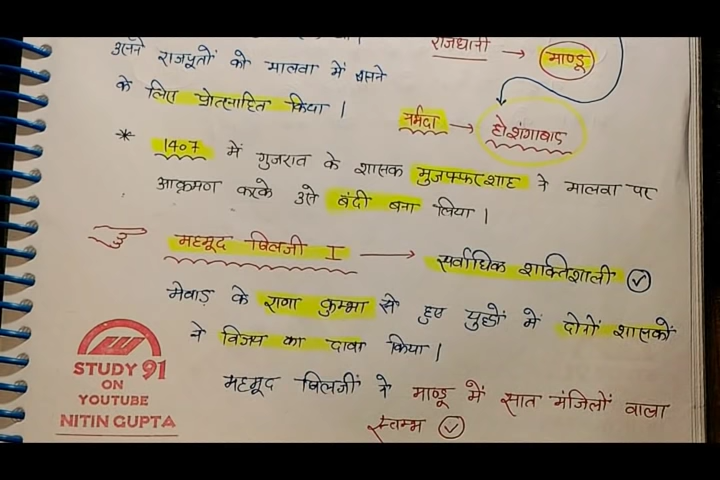 उसने राजपूतों को मालवा में बसने
के लिए प्रोत्साहित किया |
राजधानी → माण्डू
नर्मदा → होशंगाबाद
* 1407 में गुजरात के शासक मुजफ्फरशाह ने मालवा पर
आक्रमण करके उसे बंदी बना लिया |
महमूद खिलजी I → सर्वाधिक शाक्तिशाली
मेवाड़ के राणा कुम्भा से हुए युद्धों में दोनों शासकों
ने विजय का दावा किया |
महमूद खिलजी ने माण्डू में सात मंजिलों वाला
स्तम्भ
STUDY 91
ON
YOUTUBE
NITIN GUPTA